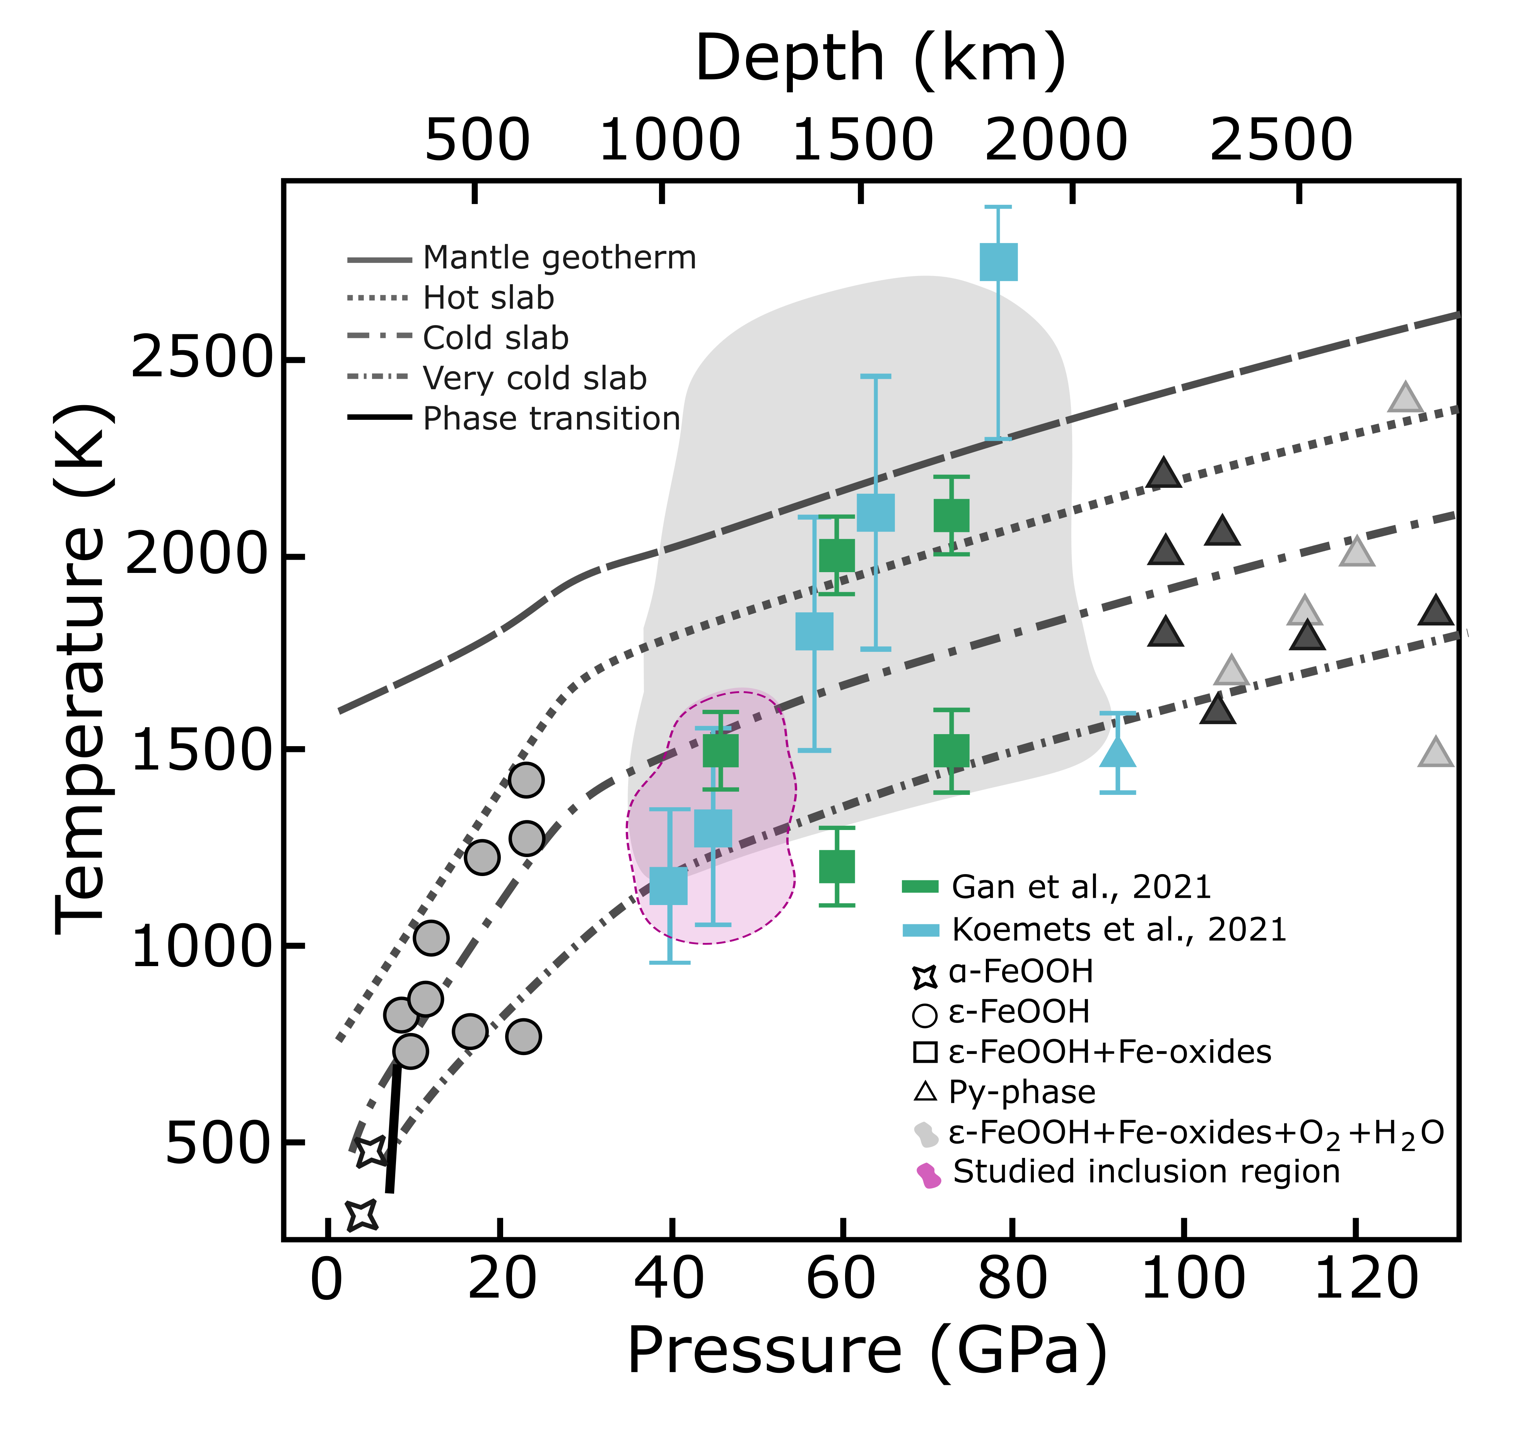 Depth (km)
500 1000 1500 2000 2500
Mantle geotherm
Hot slab
Cold slab
Very cold slab
Phase transition
Temperature (K)
2500
2000
1500
1000
500
Gan et al., 2021
Koemets et al., 2021
ɑ-FeOOH
ε-FeOOH
ε-FeOOH+Fe-oxides
Py-phase
ε-FeOOH+Fe-oxides+O₂+H₂O
Studied inclusion region
0 20 40 60 80 100 120
Pressure (GPa)